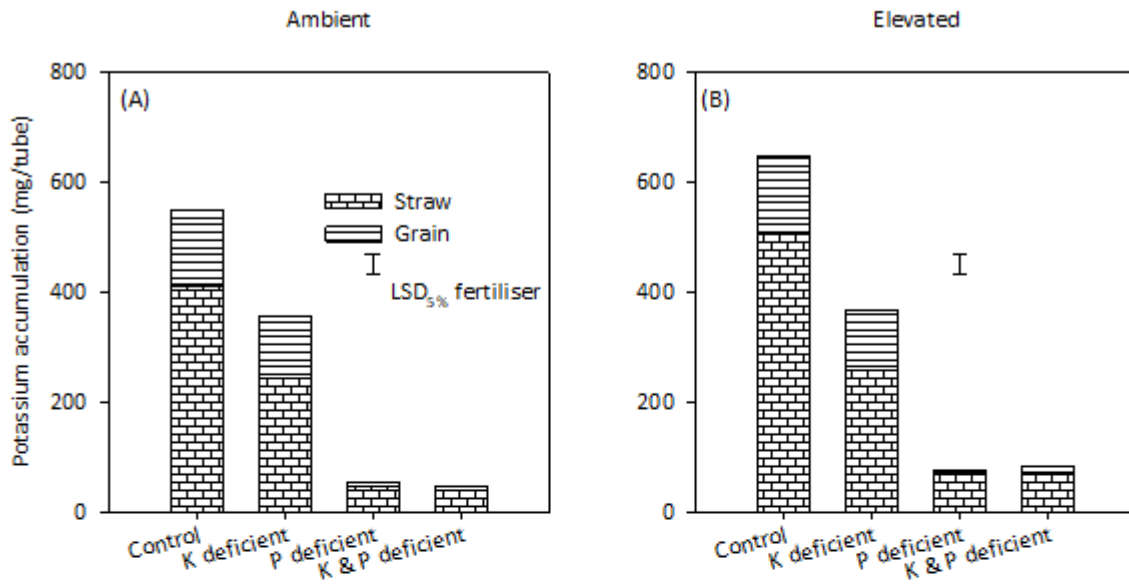 Ambient
Elevated
Potassium accumulation (mg/tube)
800
600
400
200
0
(A)
Straw
Grain
LSD5% fertiliser
Control
K deficient
P deficient
K & P deficient
800
600
400
200
0
(B)
Control
K deficient
P deficient
K & P deficient